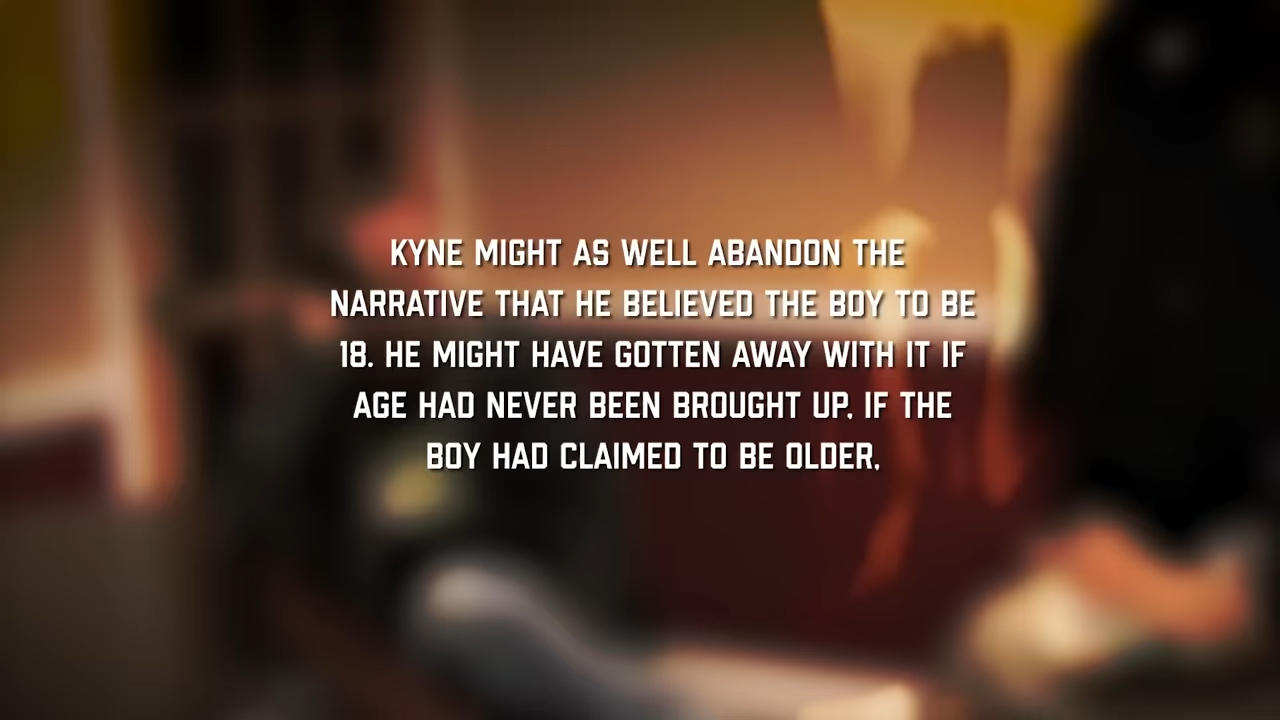 KYNE MIGHT AS WELL ABANDON THE
NARRATIVE THAT HE BELIEVED THE BOY TO BE
18. HE MIGHT HAVE GOTTEN AWAY WITH IT IF
AGE HAD NEVER BEEN BROUGHT UP, IF THE
BOY HAD CLAIMED TO BE OLDER,